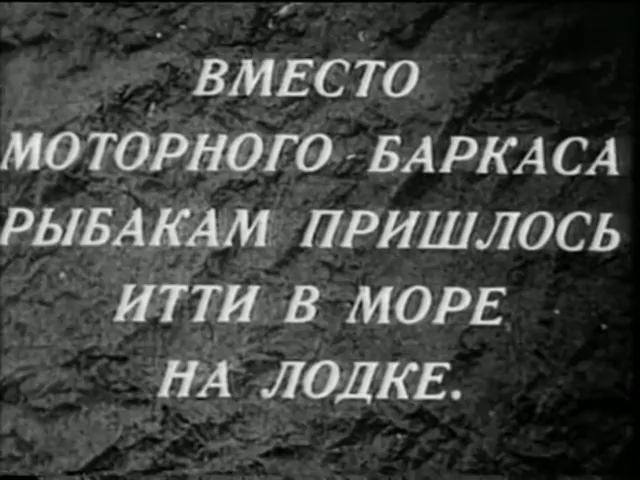 ВМЕСТО
МОТОРНОГО БАРКАСА
РЫБАКАМ ПРИШЛОСЬ
ИТТИ В МОРЕ
НА ЛОДКЕ.